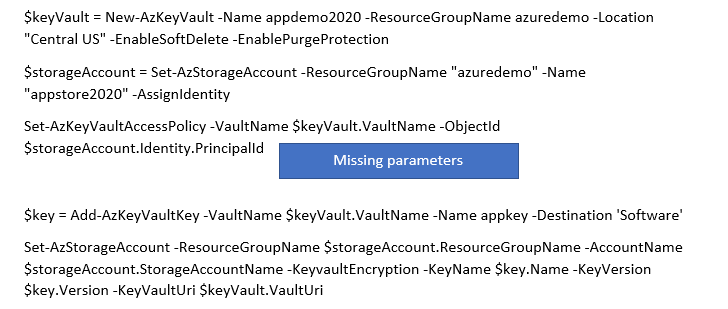 $keyVault = New-AzKeyVault -Name appdemo2020 -ResourceGroupName azuredemo -Location
"Central US" -EnableSoftDelete -EnablePurgeProtection
$storageAccount = Set-AzStorageAccount -ResourceGroupName "azuredemo" -Name
"appstore2020" -AssignIdentity
Set-AzKeyVaultAccessPolicy -VaultName $keyVault.VaultName -ObjectId
$storageAccount.Identity.PrincipalId Missing parameters
$key = Add-AzKeyVaultKey -VaultName $keyVault.VaultName -Name appkey -Destination 'Software'
Set-AzStorageAccount -ResourceGroupName $storageAccount.ResourceGroupName -AccountName
$storageAccount.StorageAccountName -KeyvaultEncryption -KeyName $key.Name -KeyVersion
$key.Version -KeyVaultUri $keyVault.VaultUri